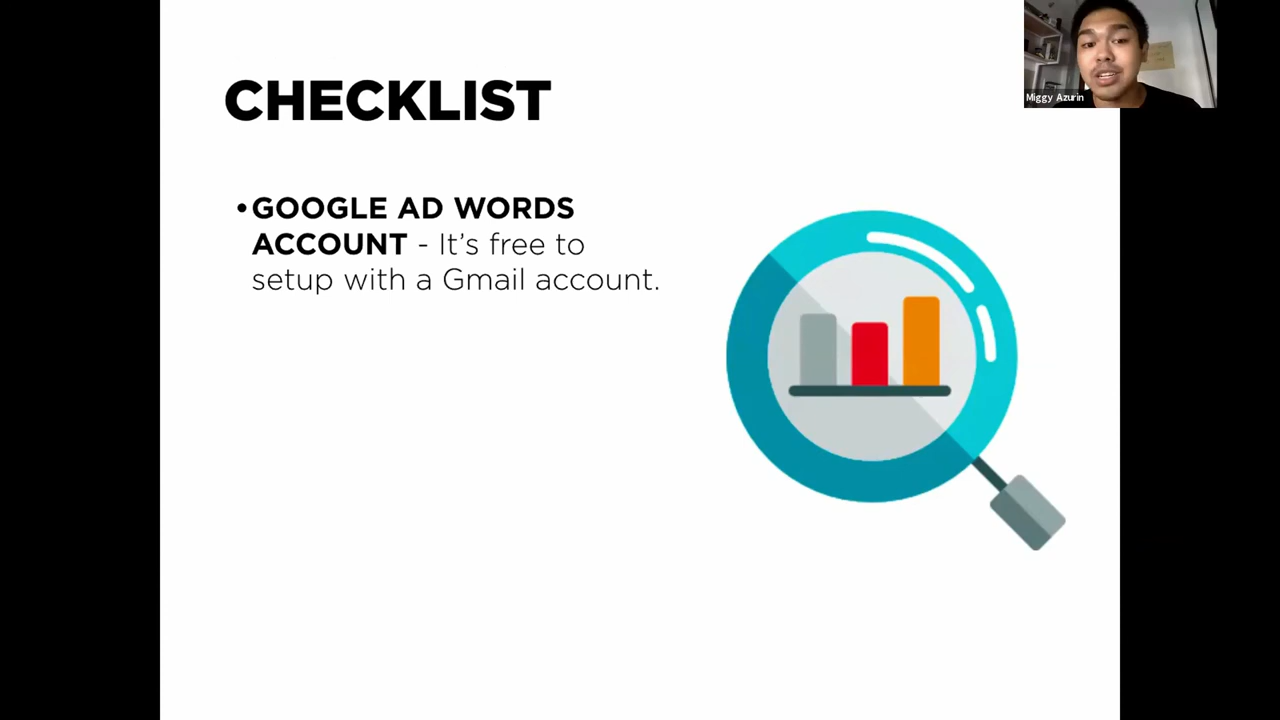 CHECKLIST
•GOOGLE AD WORDS
ACCOUNT - It’s free to
setup with a Gmail account.
Miggy Azurin